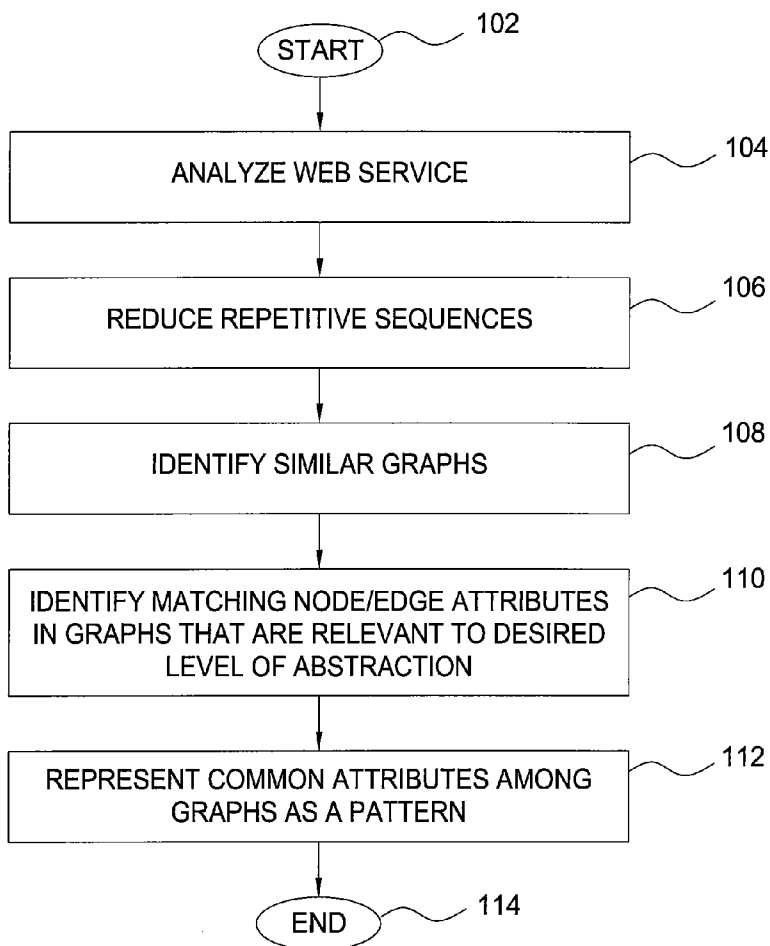 START
102
ANALYZE WEB SERVICE
104
REDUCE REPETITIVE SEQUENCES
106
IDENTIFY SIMILAR GRAPHS
108
IDENTIFY MATCHING NODE/EDGE ATTRIBUTES
IN GRAPHS THAT ARE RELEVANT TO DESIRED
LEVEL OF ABSTRACTION
110
REPRESENT COMMON ATTRIBUTES AMONG
GRAPHS AS A PATTERN
112
END
114